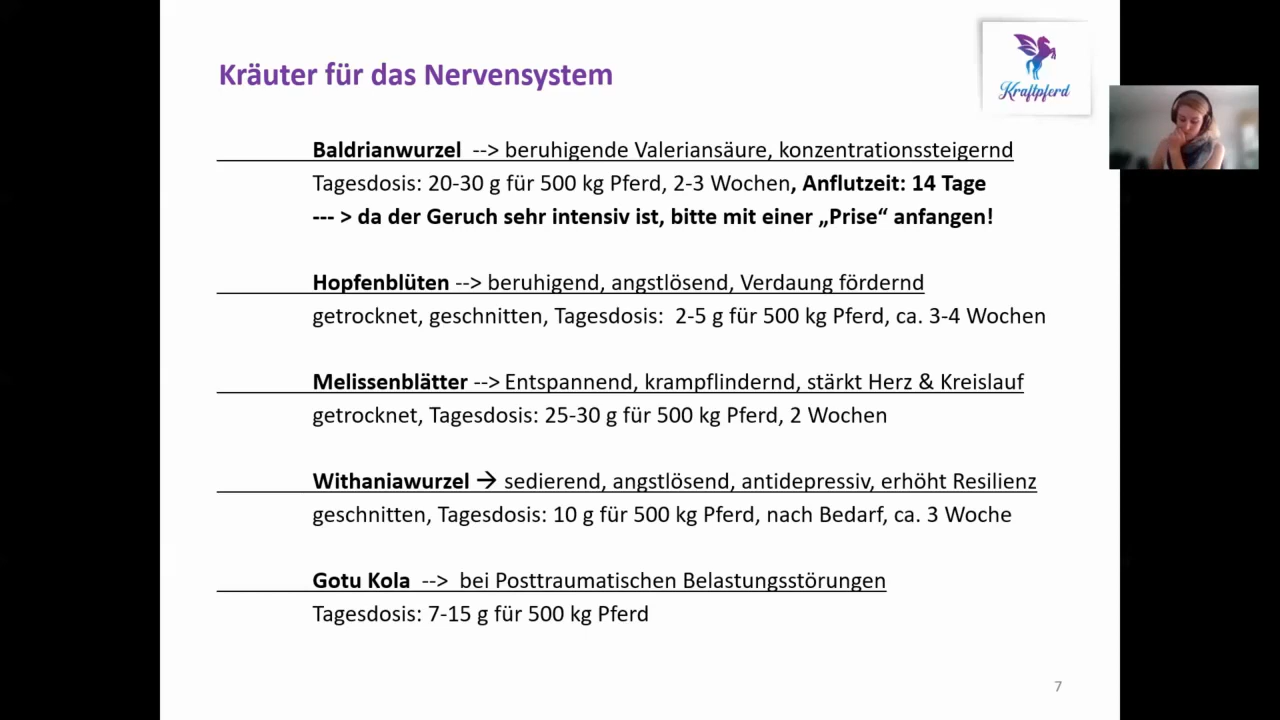 Kräuter für das Nervensystem
Kraftpferd
Baldrianwurzel --> beruhigende Valeriansäure, konzentrationssteigernd
Tagesdosis: 20-30 g für 500 kg Pferd, 2-3 Wochen, Anflutzeit: 14 Tage
--- > da der Geruch sehr intensiv ist, bitte mit einer „Prise“ anfangen!
Hopfenblüten --> beruhigend, angstlösend, Verdaung fördernd
getrocknet, geschnitten, Tagesdosis: 2-5 g für 500 kg Pferd, ca. 3-4 Wochen
Melissenblätter --> Entspannend, krampflindernd, stärkt Herz & Kreislauf
getrocknet, Tagesdosis: 25-30 g für 500 kg Pferd, 2 Wochen
Withaniawurzel → sedierend, angstlösend, antidepressiv, erhöht Resilienz
geschnitten, Tagesdosis: 10 g für 500 kg Pferd, nach Bedarf, ca. 3 Woche
Gotu Kola --> bei Posttraumatischen Belastungsstörungen
Tagesdosis: 7-15 g für 500 kg Pferd
7